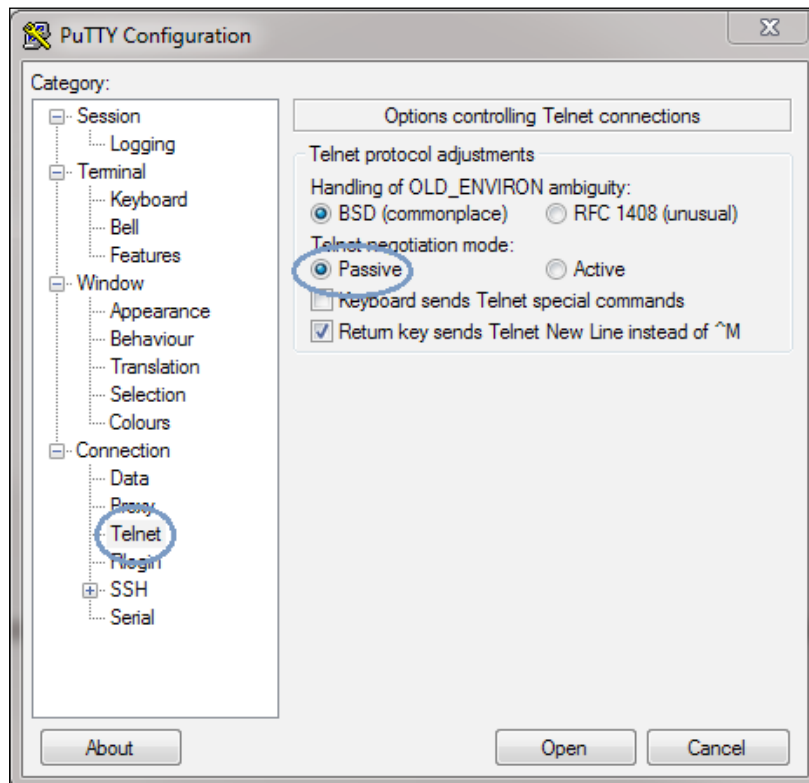 PuTTY Configuration
Category:
Session
Logging
Terminal
Keyboard
Bell
Features
Window
Appearance
Behaviour
Translation
Selection
Colours
Connection
Data
Proxy
Telnet
Rlogin
SSH
Serial
Options controlling Telnet connections
Telnet protocol adjustments
Handling of OLD_ENVIRON ambiguity:
BSD (commonplace) RFC 1408 (unusual)
Telnet negotiation mode:
Passive Active
Keyboard sends Telnet special commands
Return key sends Telnet New Line instead of ^M
About Open Cancel